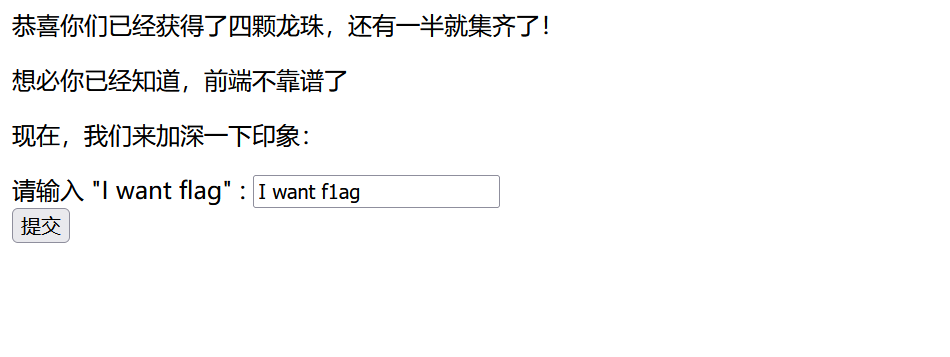 恭喜你们已经获得了四颗龙珠，还有一半就集齐了！
想必你已经知道，前端不靠谱了
现在，我们来加深一下印象：
请输入 "I want flag" : I want f1ag
提交